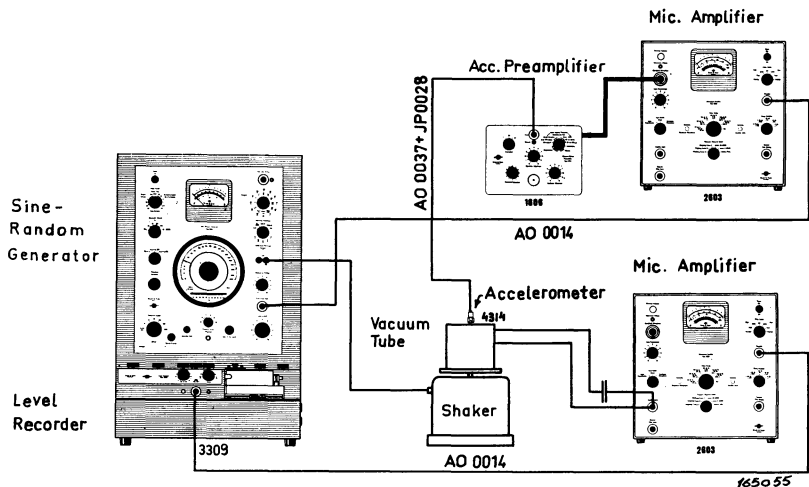 Mic. Amplifier
Acc. Preamplifier
AO 0037 + JP0028
1606
2603
AO 0014
Sine-
Random
Generator
Mic. Amplifier
Accelerometer
4314
Vacuum
Tube
Shaker
Level
Recorder
3309
AO 0014
2603
165055